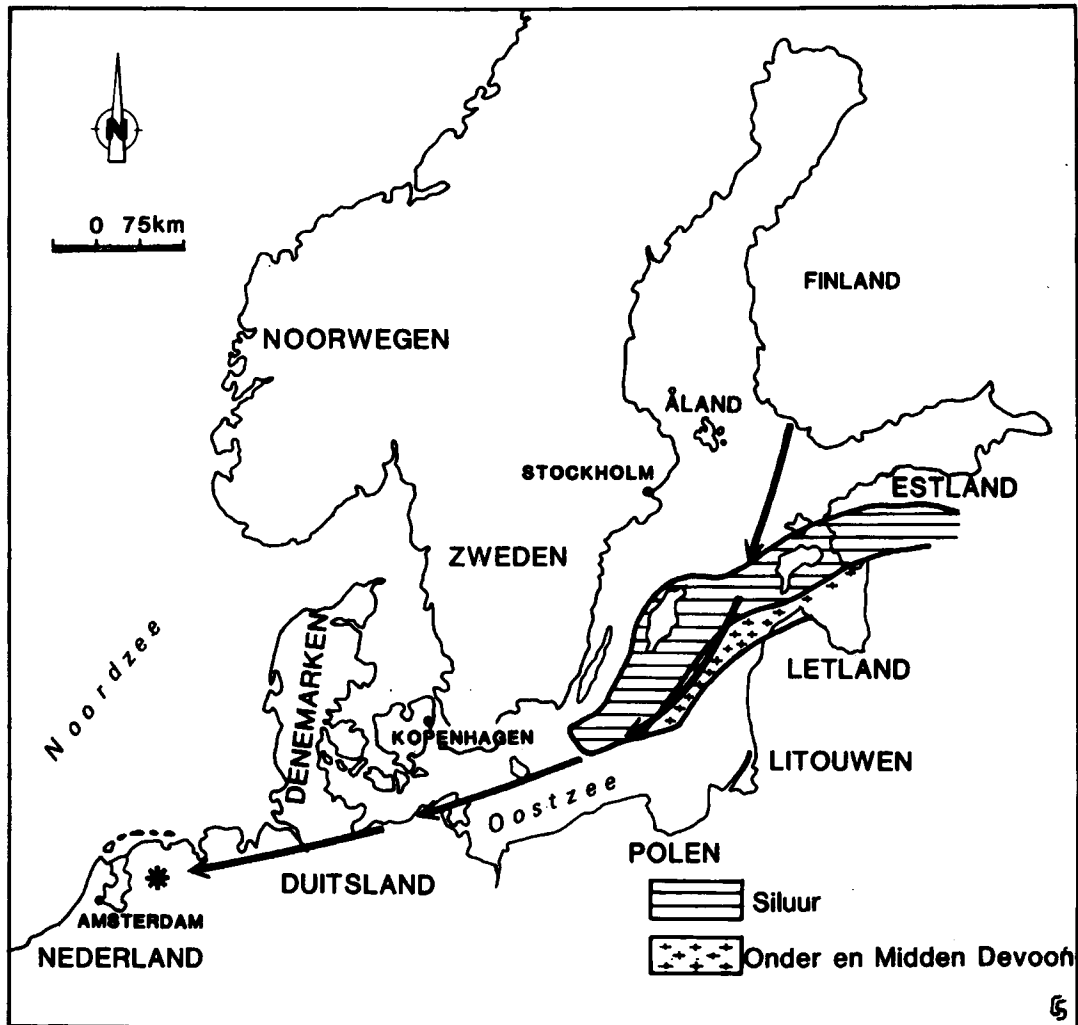 N
0 75km
FINLAND
NOORWEGEN
ÅLAND
STOCKHOLM
ESTLAND
ZWEDEN
Noordzee
DENEMARKEN
LETLAND
KOPENHAGEN
LITOUWEN
Oostzee
POLEN
DUITSLAND
Siluur
AMSTERDAM
NEDERLAND
Onder en Midden Devoon